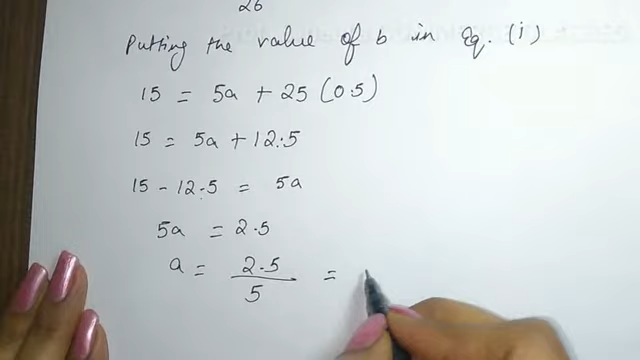 26
Putting the value of b in Eq. (i)
15 = 5a + 25 (0.5)
15 = 5a + 12.5
15 - 12.5 = 5a
5a = 2.5
a = 2.5/5 =